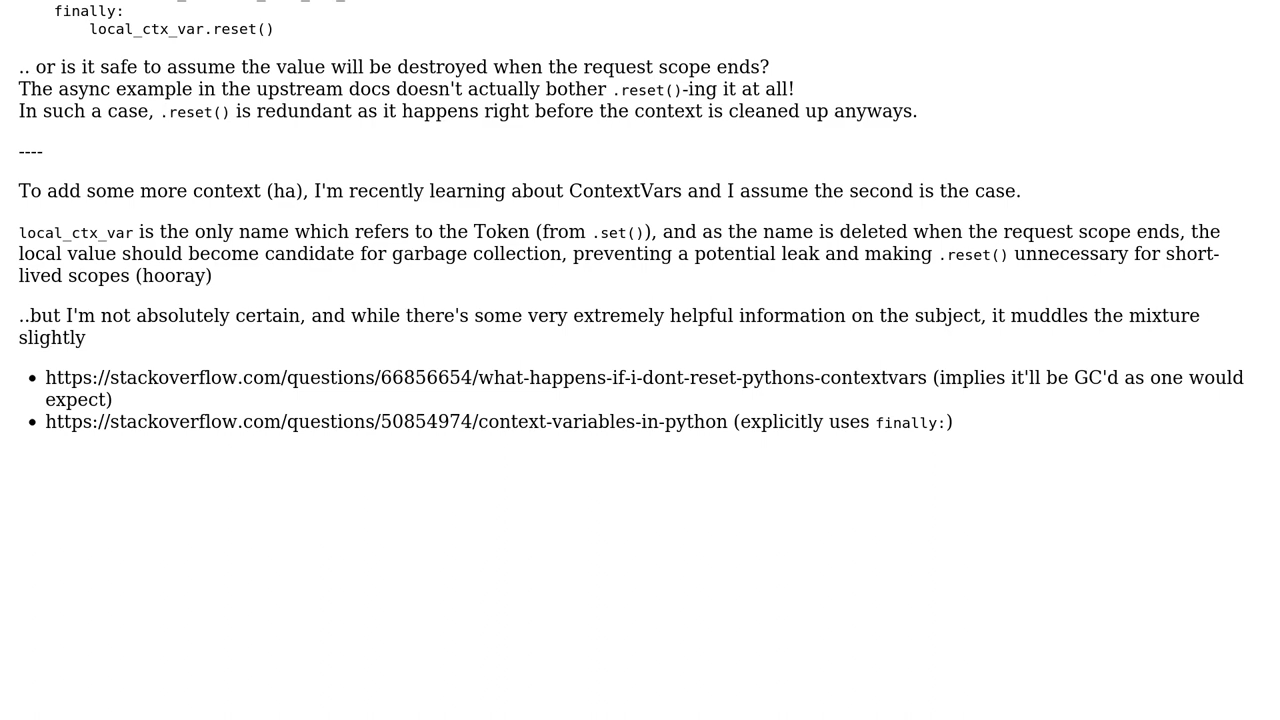 finally:
local_ctx_var.reset()
.. or is it safe to assume the value will be destroyed when the request scope ends?
The async example in the upstream docs doesn't actually bother .reset()-ing it at all!
In such a case, .reset() is redundant as it happens right before the context is cleaned up anyways.
----
To add some more context (ha), I'm recently learning about ContextVars and I assume the second is the case.
local_ctx_var is the only name which refers to the Token (from .set()), and as the name is deleted when the request scope ends, the
local value should become candidate for garbage collection, preventing a potential leak and making .reset() unnecessary for short-
lived scopes (hooray)
..but I'm not absolutely certain, and while there's some very extremely helpful information on the subject, it muddles the mixture
slightly
• https://stackoverflow.com/questions/66856654/what-happens-if-i-dont-reset-pythons-contextvars (implies it'll be GC'd as one would
expect)
• https://stackoverflow.com/questions/50854974/context-variables-in-python (explicitly uses finally:)